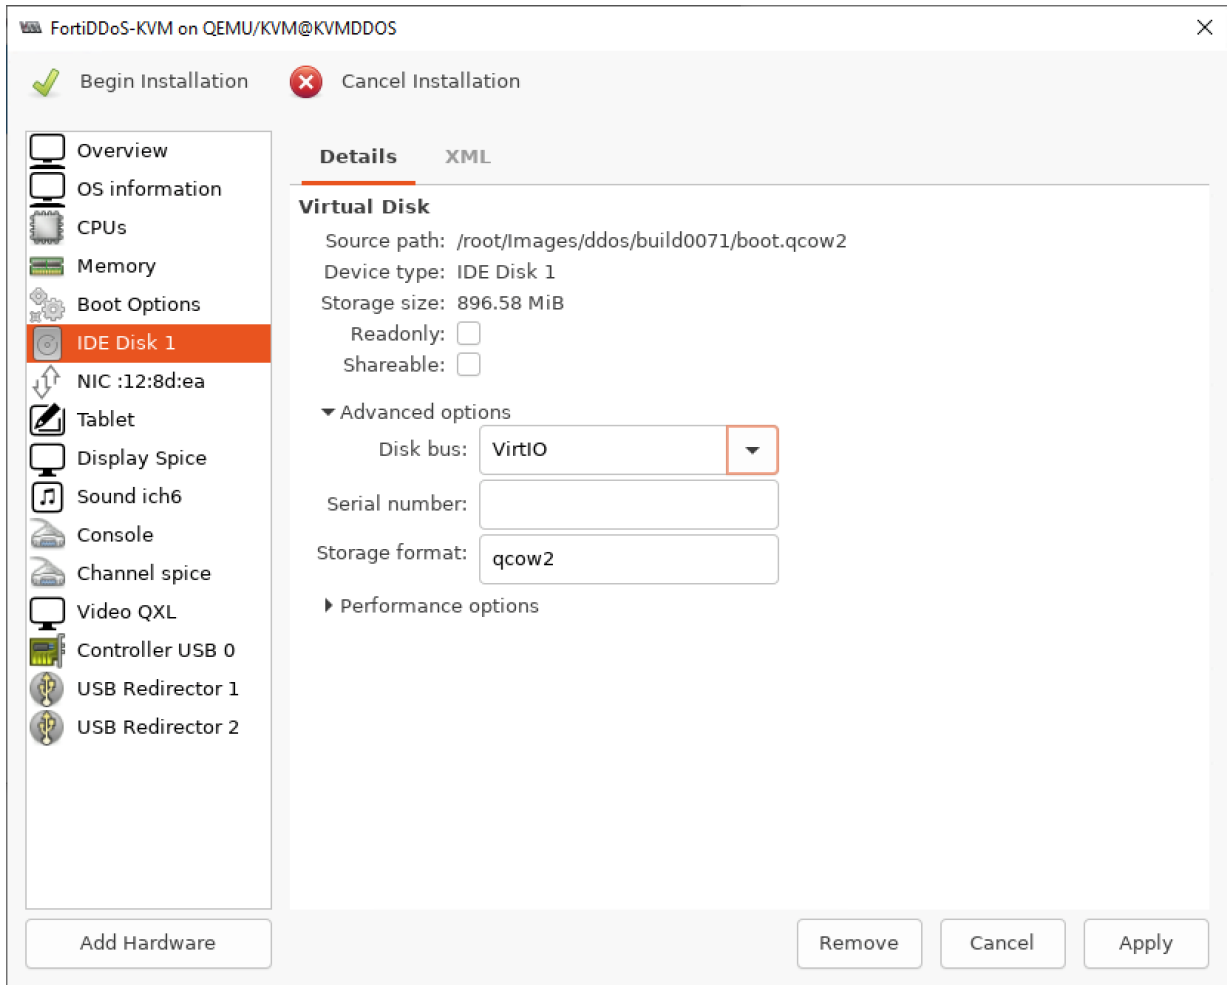 FortiDDoS-KVM on QEMU/KVM@KVMDDOS
Begin Installation
Cancel Installation
Overview
OS information
CPUs
Memory
Boot Options
IDE Disk 1
NIC :12:8d:ea
Tablet
Display Spice
Sound ich6
Console
Channel spice
Video QXL
Controller USB 0
USB Redirector 1
USB Redirector 2
Add Hardware
Details
XML
Virtual Disk
Source path: /root/Images/ddos/build0071/boot.qcow2
Device type: IDE Disk 1
Storage size: 896.58 MiB
Readonly:
Shareable:
Advanced options
Disk bus: VirtIO
Serial number:
Storage format: qcow2
Performance options
Remove
Cancel
Apply